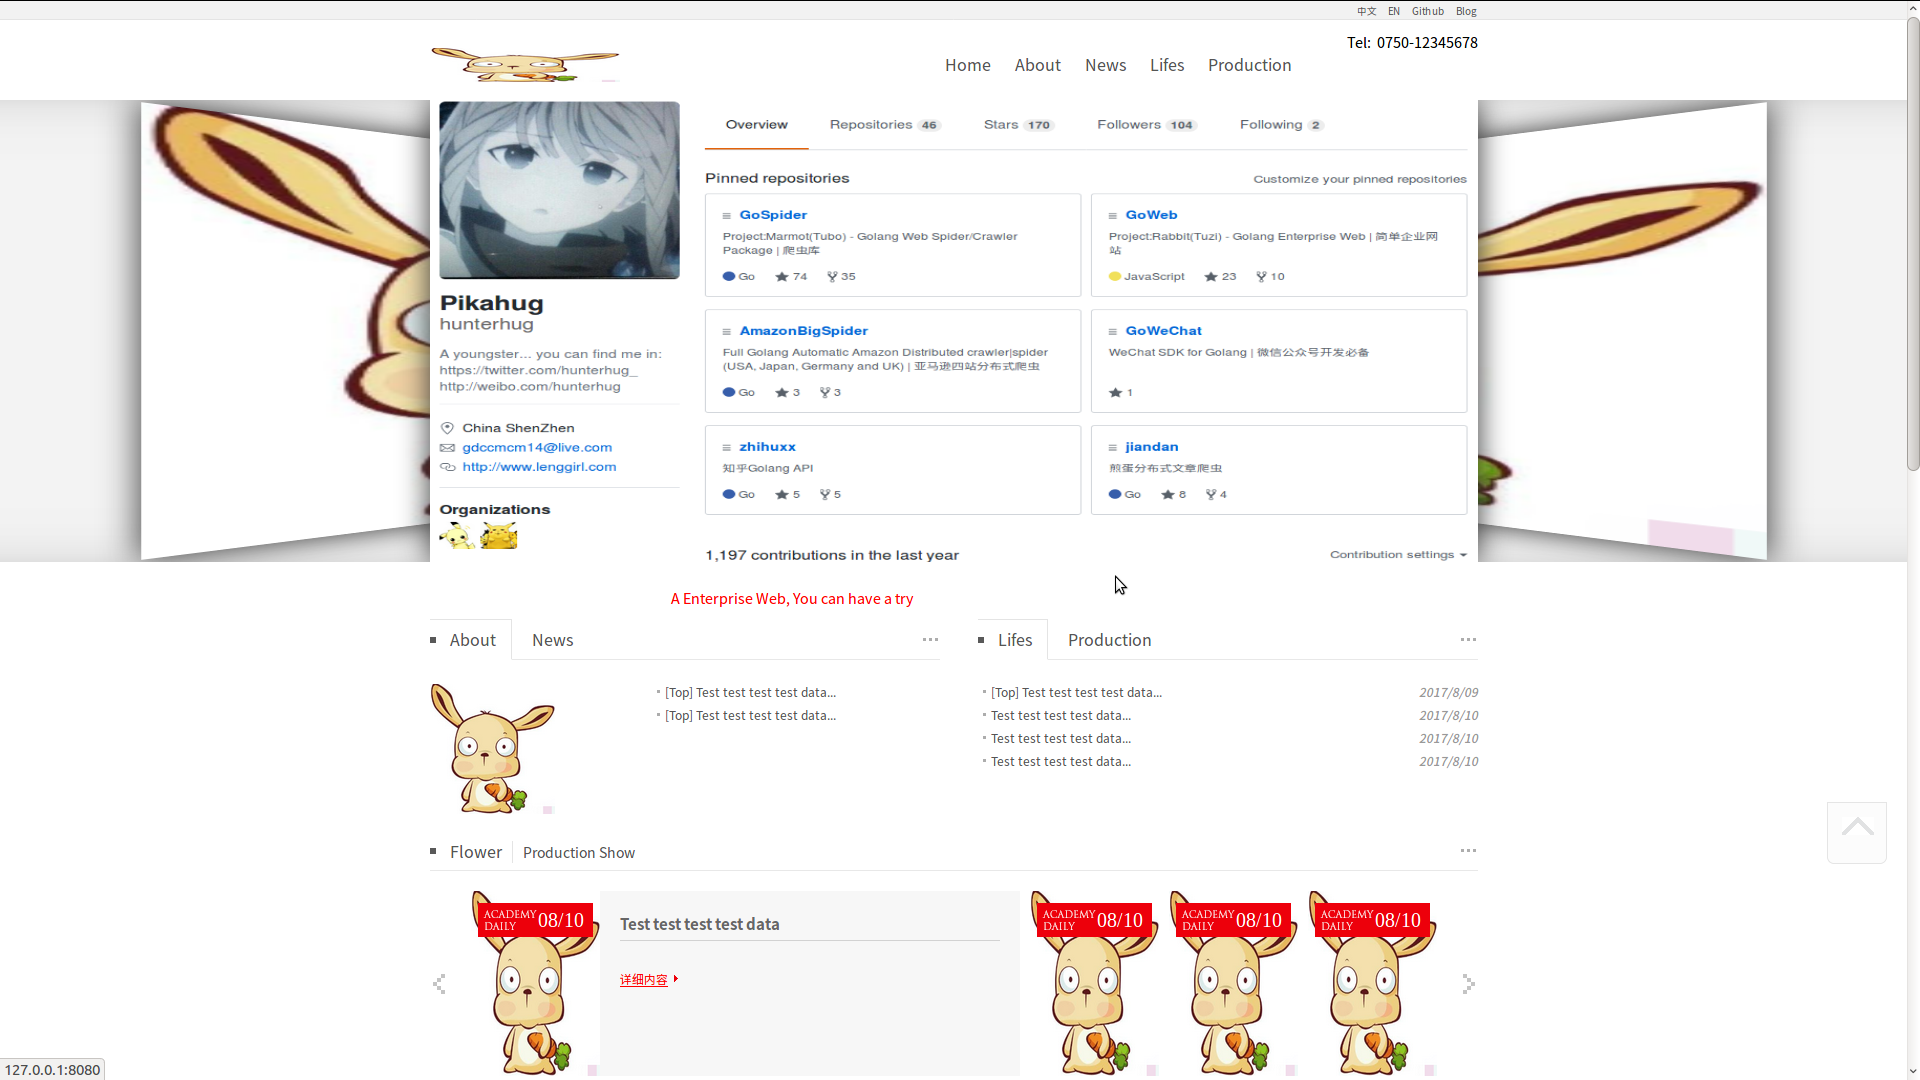 中文 EN Github Blog
Tel: 0750-12345678
Home About News Lifes Production
Overview Repositories 46 Stars 170 Followers 104 Following 2
Pinned repositories Customize your pinned repositories
GoSpider
Project:Marmot(Tubo) - Golang Web Spider/Crawler
Package | 爬虫库
Go 74 35
GoWeb
Project:Rabbit(Tuzi) - Golang Enterprise Web | 简单企业网
站
JavaScript 23 10
Pikahug
hunterhug
A youngster... you can find me in:
https://twitter.com/hunterhug_
http://weibo.com/hunterhug
AmazonBigSpider
Full Golang Automatic Amazon Distributed crawler|spider
(USA, Japan, Germany and UK) | 亚马逊四站分布式爬虫
Go 3 3
GoWeChat
WeChat SDK for Golang | 微信公众号开发必备
1
China ShenZhen
gdccmcm14@live.com
http://www.lenggirl.com
Organizations
zhihuxx
知乎Golang API
Go 5 5
jiandan
煎蛋分布式文章爬虫
Go 8 4
1,197 contributions in the last year Contribution settings
A Enterprise Web, You can have a try
About News
[Top] Test test test test data...
[Top] Test test test test data...
Lifes Production
[Top] Test test test test data... 2017/8/09
Test test test test data... 2017/8/10
Test test test test data... 2017/8/10
Test test test test data... 2017/8/10
Flower Production Show
ACADEMY DAILY 08/10
Test test test test data
详细内容
ACADEMY DAILY 08/10
ACADEMY DAILY 08/10
ACADEMY DAILY 08/10
127.0.0.1:8080